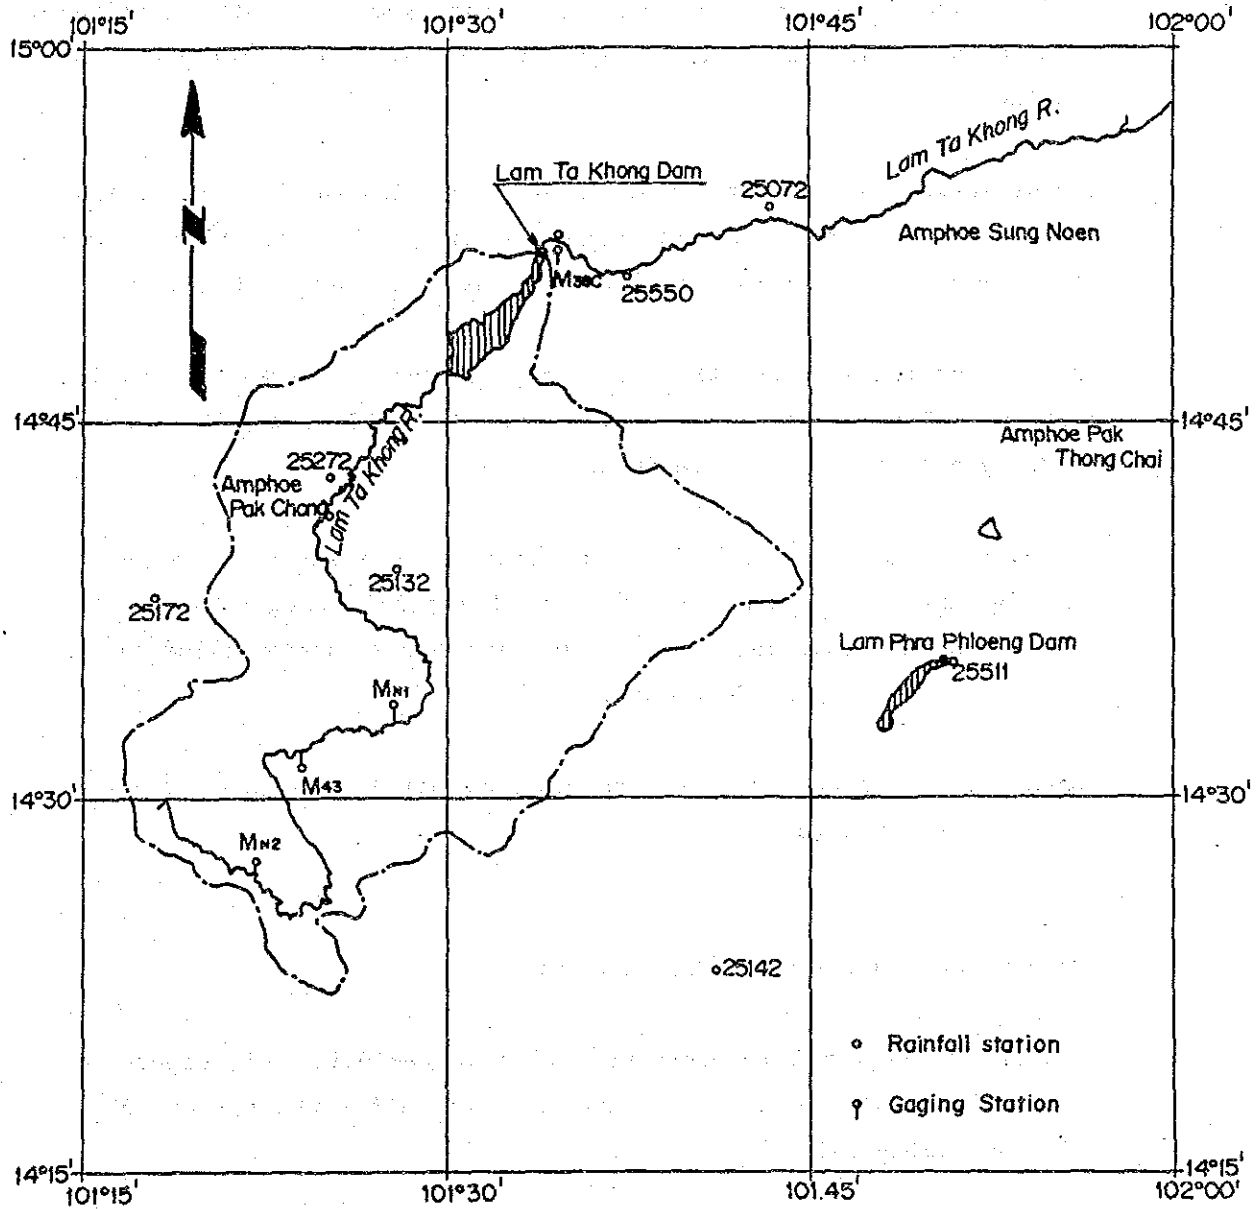 101°15'
101°30'
101°45'
102°00'
15°00'
Lam Ta Khong R.
Lam Ta Khong Dam
25072
Amphoe Sung Noen
25550
14°45'
14°45'
Amphoe Pak
Thong Chai
Lam Ta Khong R.
25272
Amphoe
Pak Chong
25132
25172
Lam Phra Phloeng Dam
25511
MN1
M43
14°30'
14°30'
MN2
25142
Rainfall station
Gaging Station
14°15'
14°15'
101°15'
101°30'
101.45'
102°00'